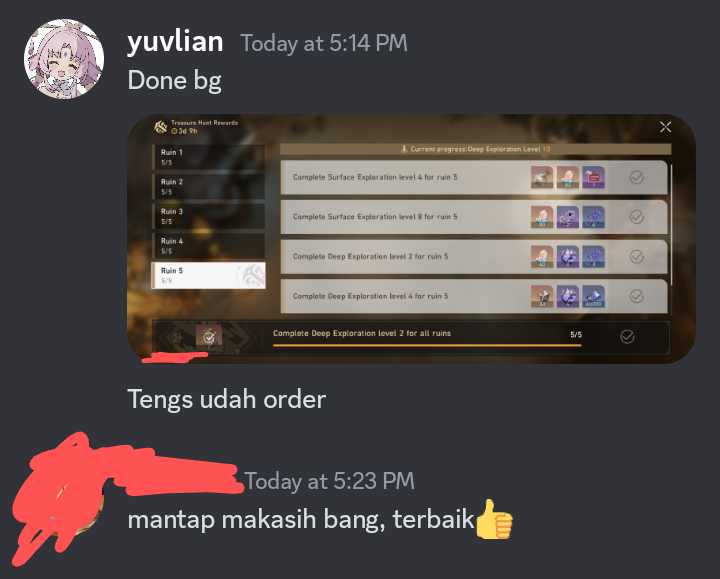 yuvlian Today at 5:14 PM
Done bg
Treasure Hunt Rewards
3d 9h
Current progress:Deep Exploration Level 10
Ruin 1
5/5
Ruin 2
5/5
Ruin 3
5/5
Ruin 4
5/5
Ruin 5
5/5
Complete Surface Exploration level 4 for ruin 5
Complete Surface Exploration level 8 for ruin 5
Complete Deep Exploration level 2 for ruin 5
Complete Deep Exploration level 4 for ruin 5
Complete Deep Exploration level 2 for all ruins 5/5
Tengs udah order
Today at 5:23 PM
mantap makasih bang, terbaik👍